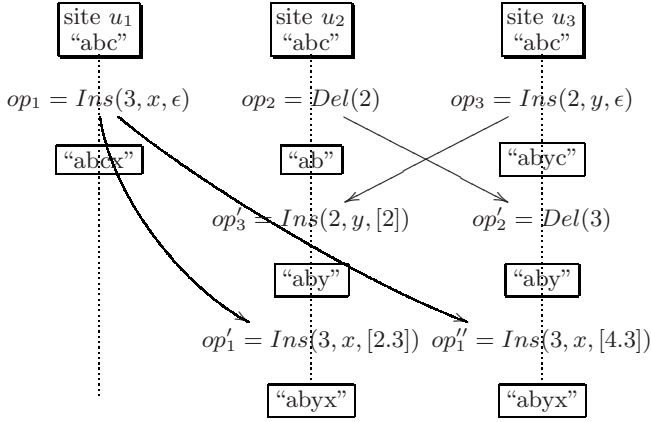 site u₁ site u₂ site u₃
“abc” “abc” “abc”
op₁ = Ins(3, x, ϵ) op₂ = Del(2) op₃ = Ins(2, y, ϵ)
“abcx” “ab” “abyc”
op′₃ = Ins(2, y, [2]) op′₂ = Del(3)
“aby” “aby”
op′₁ = Ins(3, x, [2.3]) op″₁ = Ins(3, x, [4.3])
“abyx” “abyx”